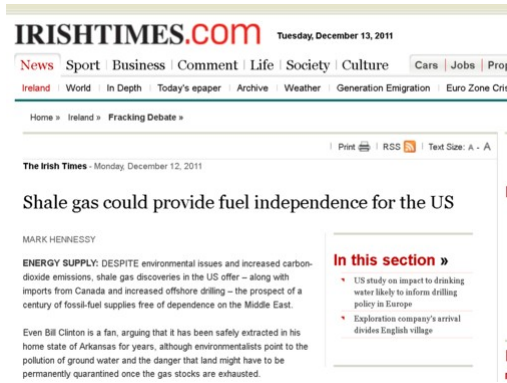 IRISHTIMES.COM Tuesday, December 13, 2011
News Sport Business Comment Life Society Culture Cars Jobs Prop
Ireland World In Depth Today's epaper Archive Weather Generation Emigration Euro Zone Cris
Home » Ireland » Fracking Debate »
Print RSS Text Size: A - A
The Irish Times - Monday, December 12, 2011
Shale gas could provide fuel independence for the US
MARK HENNESSY
ENERGY SUPPLY: DESPITE environmental issues and increased carbon-
dioxide emissions, shale gas discoveries in the US offer – along with
imports from Canada and increased offshore drilling – the prospect of a
century of fossil-fuel supplies free of dependence on the Middle East.
Even Bill Clinton is a fan, arguing that it has been safely extracted in his
home state of Arkansas for years, although environmentalists point to the
pollution of ground water and the danger that land might have to be
permanently quarantined once the gas stocks are exhausted.
In this section »
US study on impact to drinking
water likely to inform drilling
policy in Europe
Exploration company's arrival
divides English village